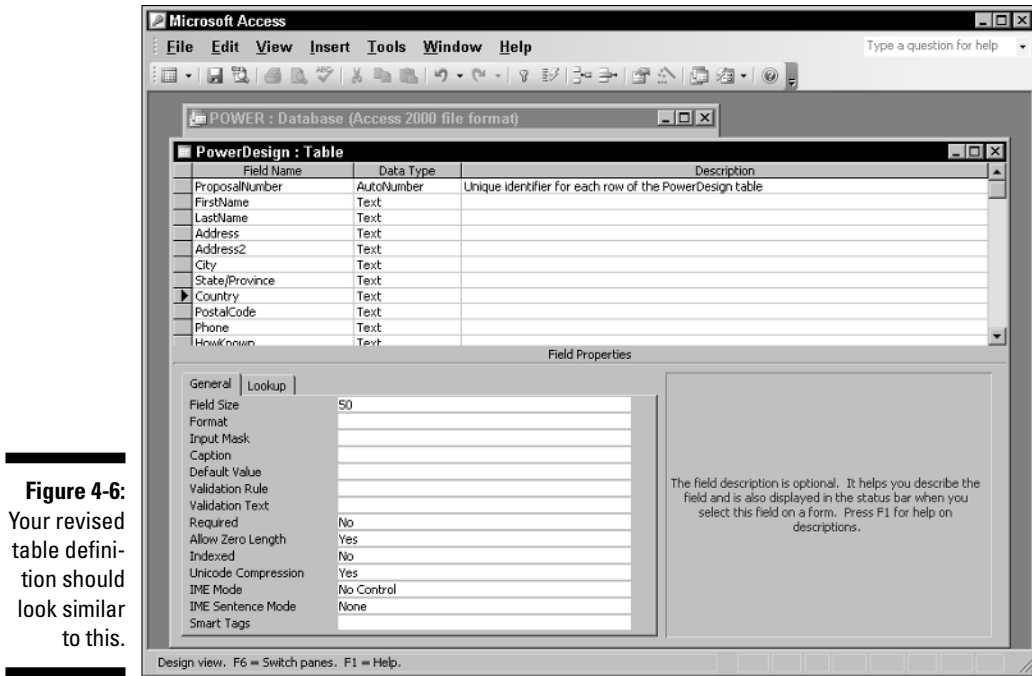 Microsoft Access
File Edit View Insert Tools Window Help
Type a question for help
POWER : Database (Access 2000 file format)
PowerDesign : Table
Field Name Data Type Description
ProposalNumber AutoNumber Unique identifier for each row of the PowerDesign table
FirstName Text
LastName Text
Address Text
Address2 Text
City Text
State/Province Text
Country Text
PostalCode Text
Phone Text
HowKnown Text
Field Properties
General Lookup
Field Size 50
Format
Input Mask
Caption
Default Value
Validation Rule
Validation Text
Required No
Allow Zero Length Yes
Indexed No
Unicode Compression Yes
IME Mode No Control
IME Sentence Mode None
Smart Tags
The field description is optional. It helps you describe the
field and is also displayed in the status bar when you
select this field on a form. Press F1 for help on
descriptions.
Design view. F6 = Switch panes. F1 = Help.
Figure 4-6:
Your revised
table defini-
tion should
look similar
to this.